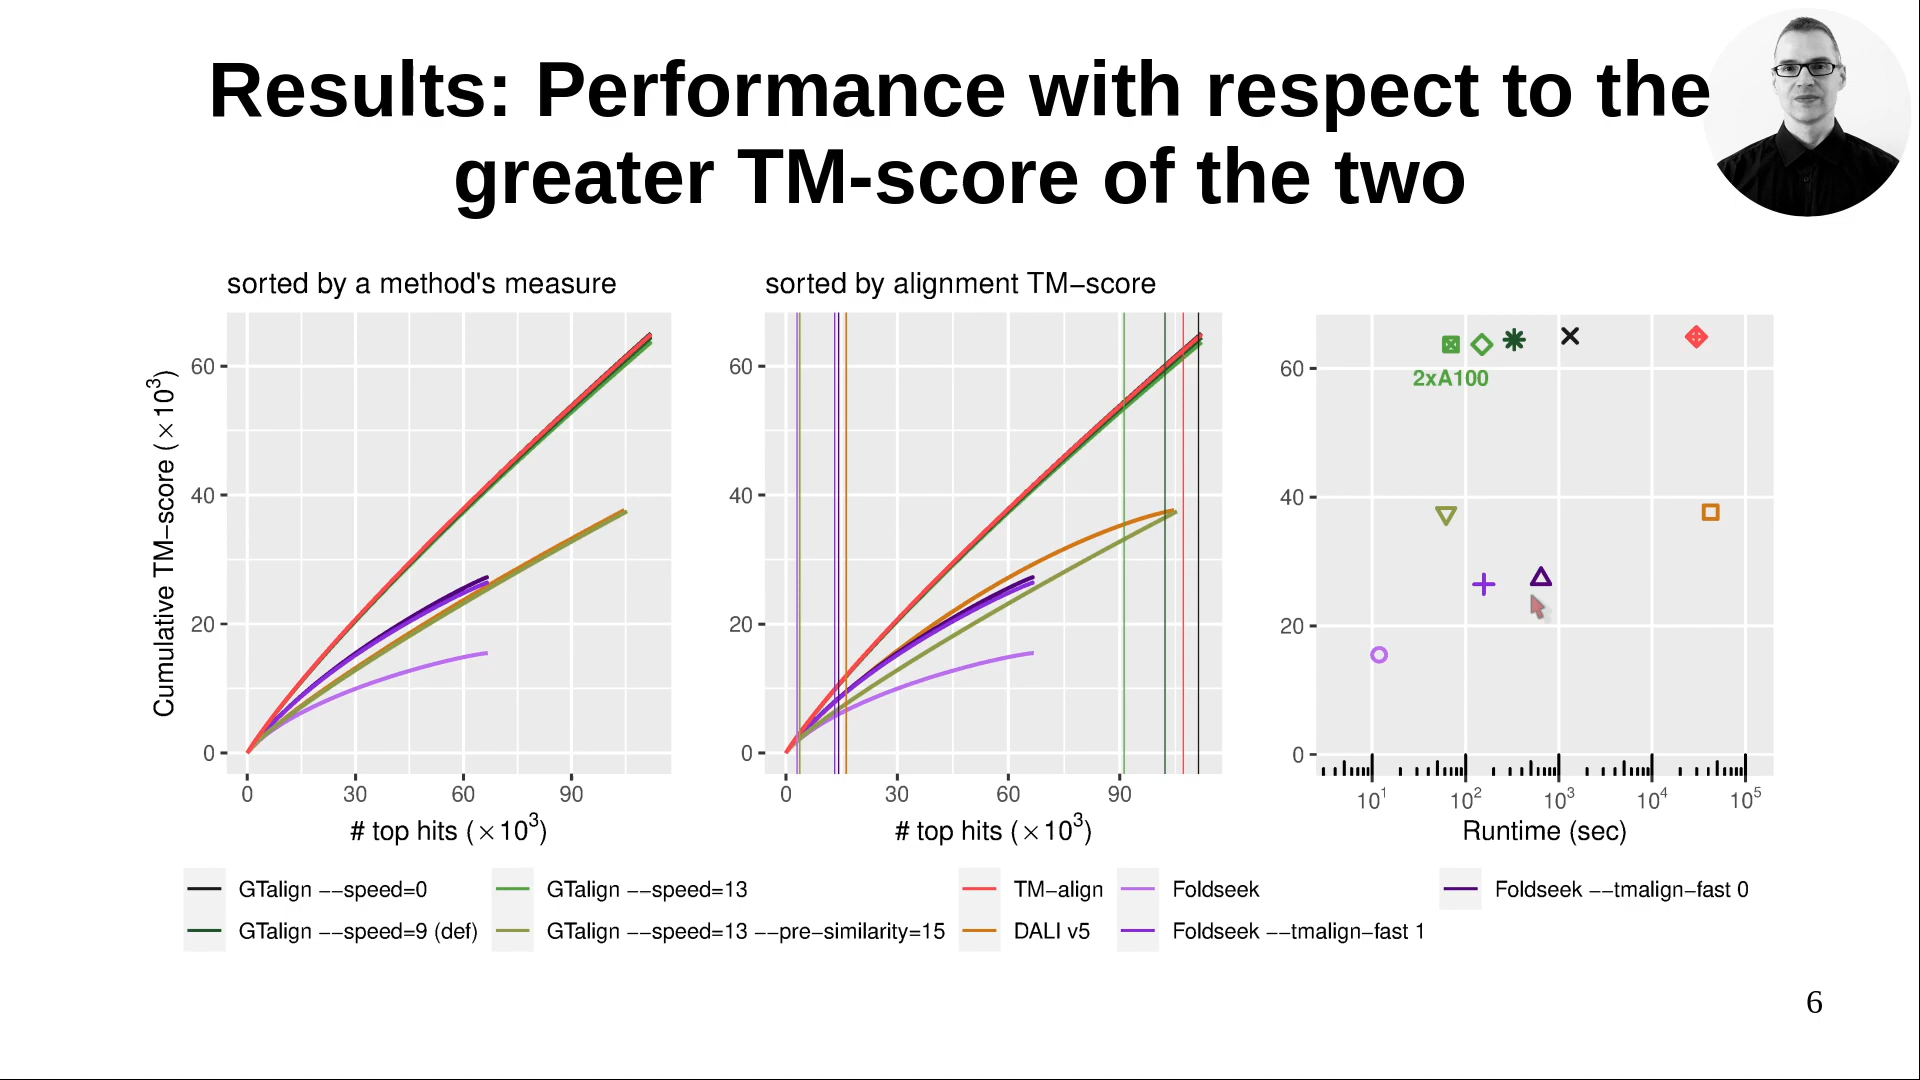 Results: Performance with respect to the
greater TM-score of the two
sorted by a method's measure
sorted by alignment TM−score
Cumulative TM−score (×10³)
60
40
20
0
0 30 60 90
# top hits (×10³)
60
40
20
0
0 30 60 90
# top hits (×10³)
2xA100
60
40
20
0
10¹ 10² 10³ 10⁴ 10⁵
Runtime (sec)
GTalign −−speed=0
GTalign −−speed=9 (def)
GTalign −−speed=13
GTalign −−speed=13 −−pre−similarity=15
TM−align
DALI v5
Foldseek
Foldseek −−tmalign−fast 1
Foldseek −−tmalign−fast 0
6